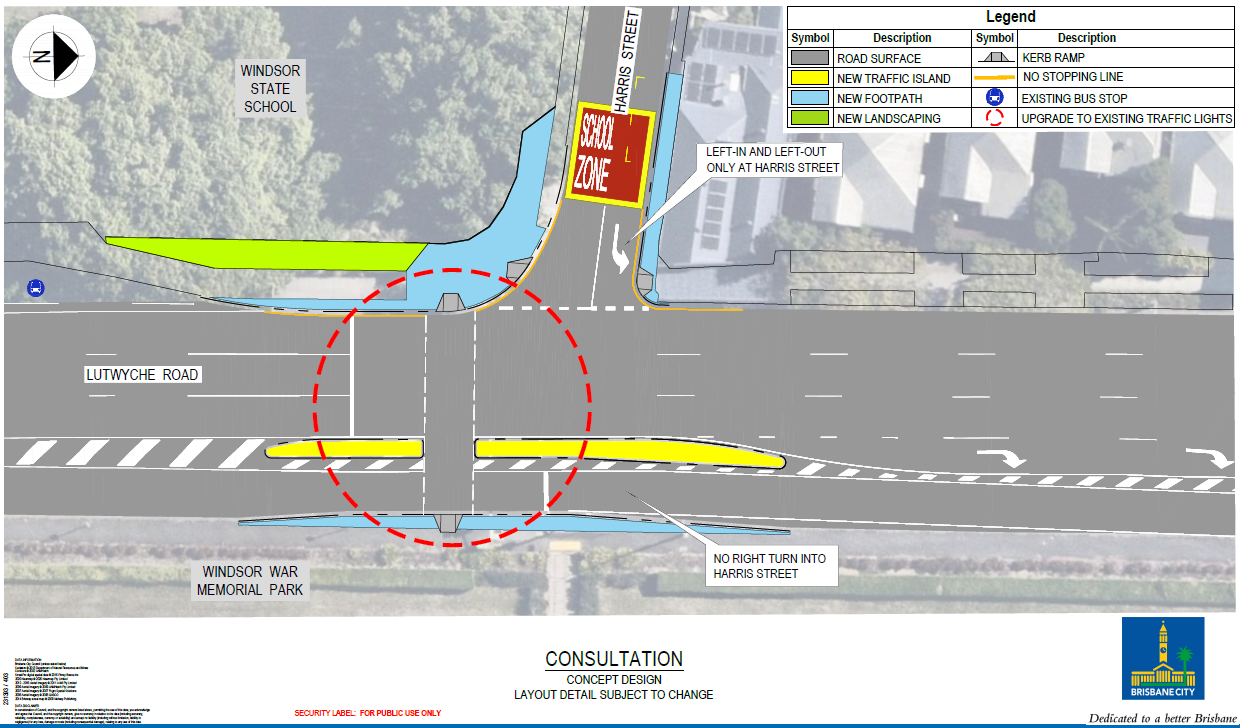 N
WINDSOR
STATE
SCHOOL
HARRIS STREET
SCHOOL
ZONE
Legend
Symbol Description Symbol Description
ROAD SURFACE KERB RAMP
NEW TRAFFIC ISLAND NO STOPPING LINE
NEW FOOTPATH EXISTING BUS STOP
NEW LANDSCAPING UPGRADE TO EXISTING TRAFFIC LIGHTS
LEFT-IN AND LEFT-OUT
ONLY AT HARRIS STREET
LUTWYCHE ROAD
NO RIGHT TURN INTO
HARRIS STREET
WINDSOR WAR
MEMORIAL PARK
CONSULTATION
CONCEPT DESIGN
LAYOUT DETAIL SUBJECT TO CHANGE
SECURITY LABEL: FOR PUBLIC USE ONLY
BRISBANE CITY
Dedicated to a better Brisbane